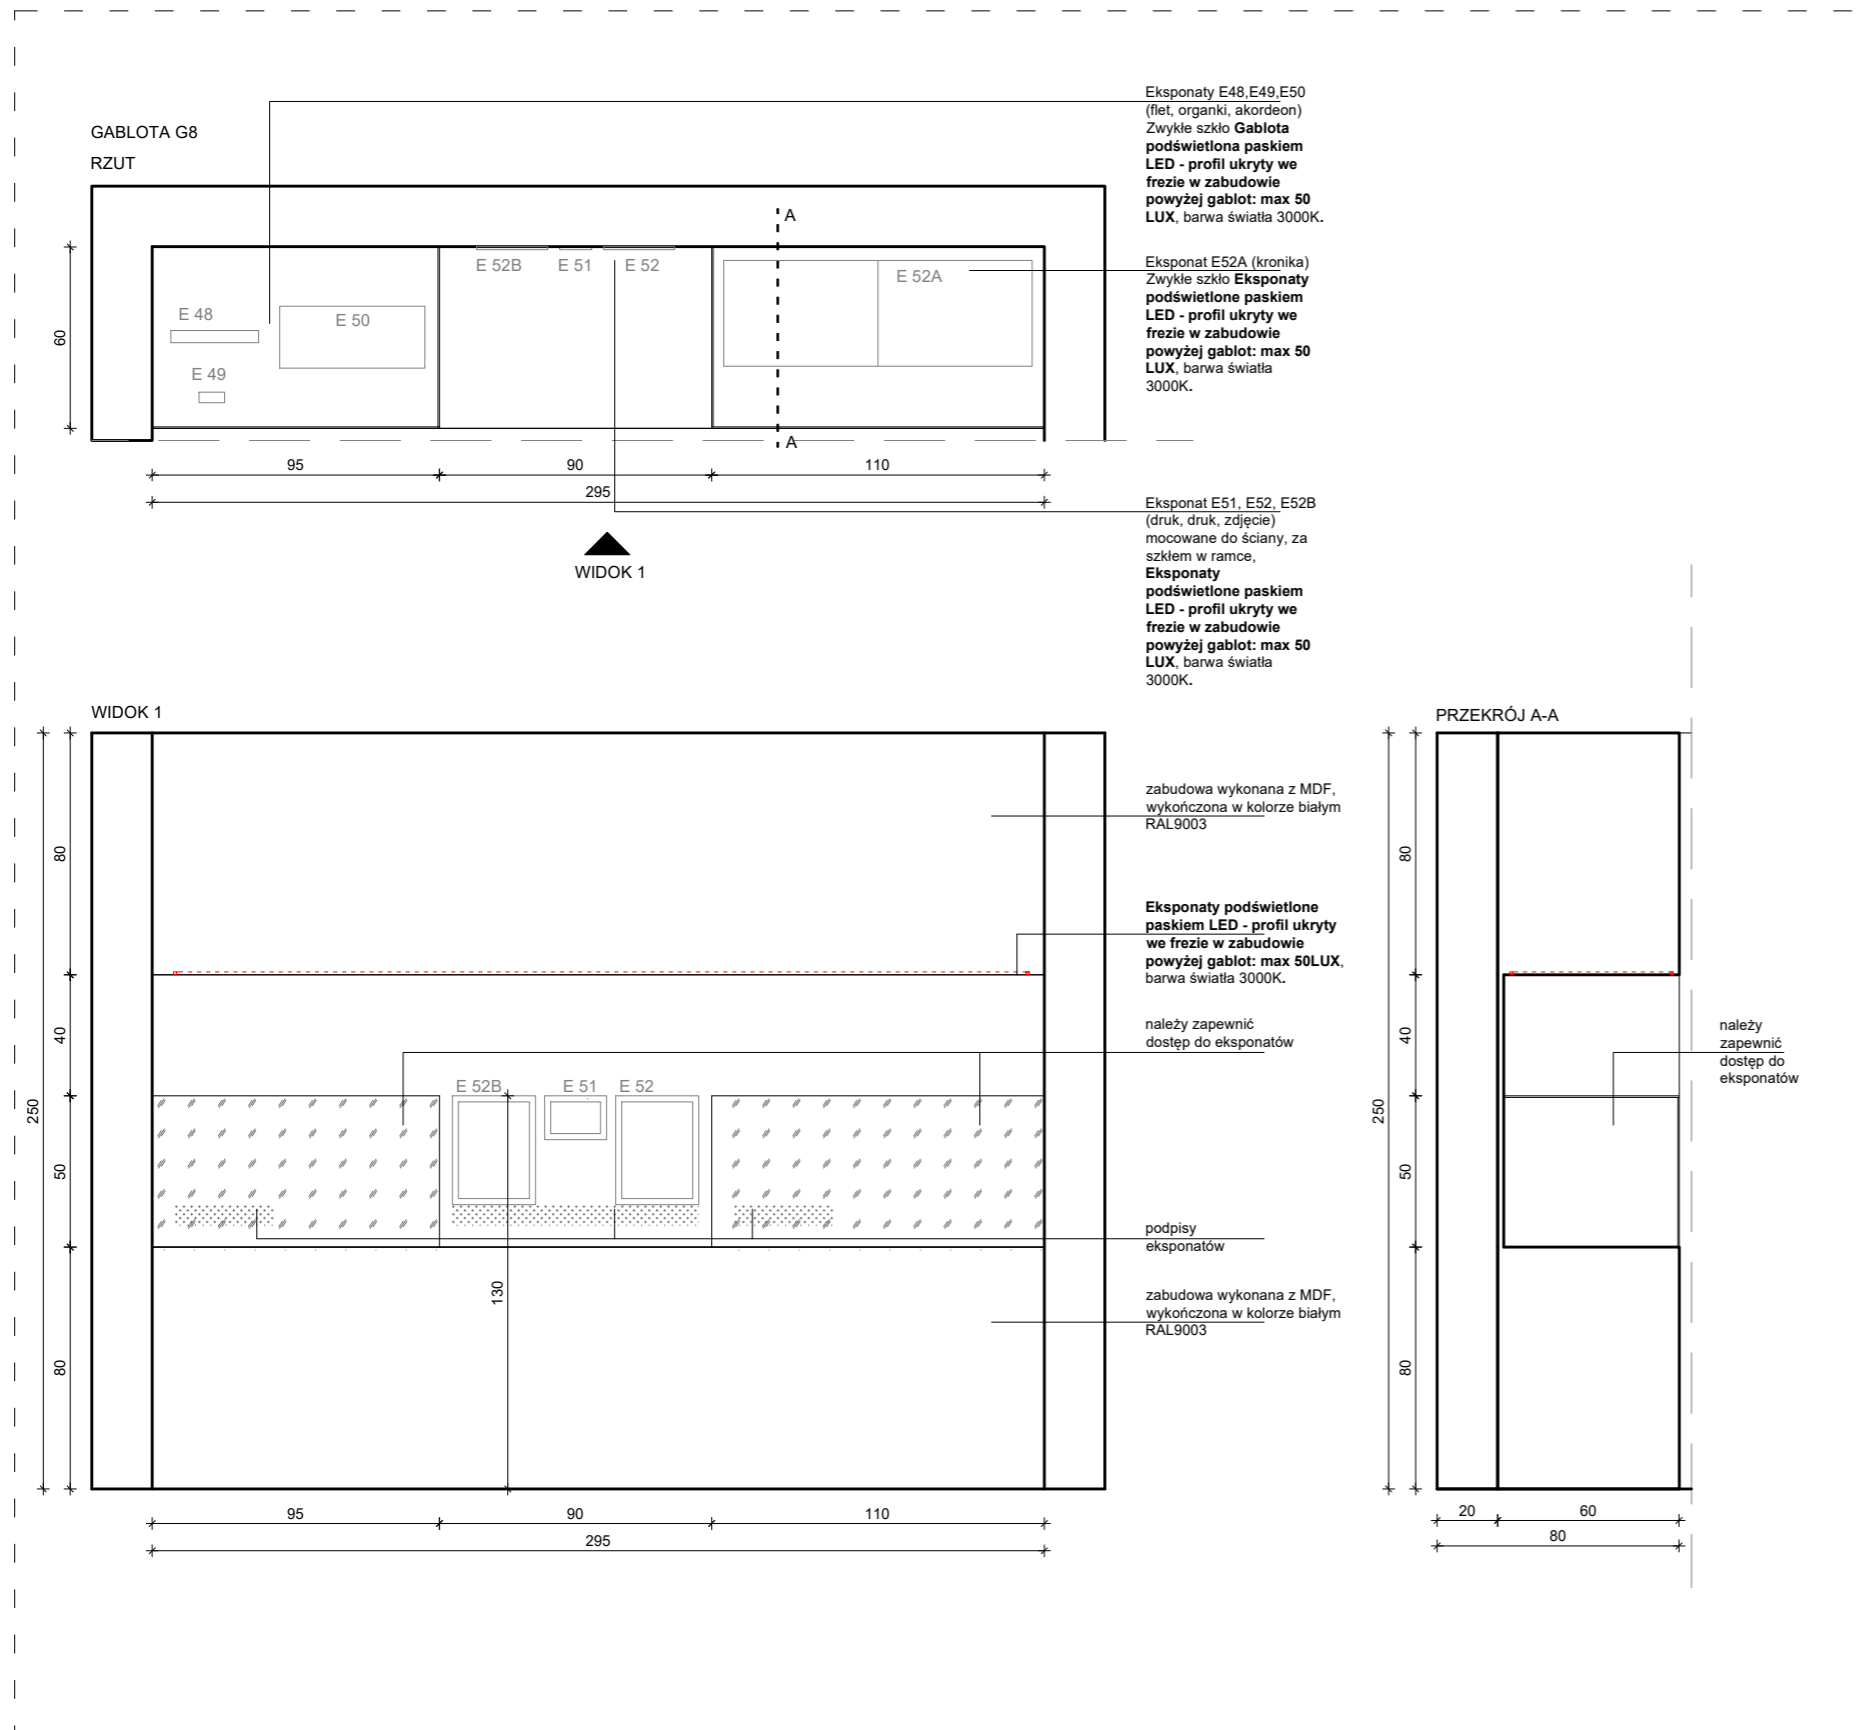 GABLOTA G8
RZUT
Eksponaty E48,E49,E50
(flet, organki, akordeon)
Zwykłe szkło Gablota
podświetlona paskiem
LED - profil ukryty we
frezie w zabudowie
powyżej gablot: max 50
LUX, barwa światła 3000K.
A
E 52B E 51 E 52
E 52A
E 48
E 50
E 49
60
A
Eksponat E52A (kronika)
Zwykłe szkło Eksponaty
podświetlone paskiem
LED - profil ukryty we
frezie w zabudowie
powyżej gablot: max 50
LUX, barwa światła
3000K.
95 90 110
295
WIDOK 1
Eksponat E51, E52, E52B
(druk, druk, zdjęcie)
mocowane do ściany, za
szkłem w ramce,
Eksponaty
podświetlone paskiem
LED - profil ukryty we
frezie w zabudowie
powyżej gablot: max 50
LUX, barwa światła
3000K.
WIDOK 1
250
80
40
50
80
zabudowa wykonana z MDF,
wykończona w kolorze białym
RAL9003
Eksponaty podświetlone
paskiem LED - profil ukryty
we frezie w zabudowie
powyżej gablot: max 50LUX,
barwa światła 3000K.
należy zapewnić
dostęp do eksponatów
E 52B E 51 E 52
130
podpisy
eksponatów
zabudowa wykonana z MDF,
wykończona w kolorze białym
RAL9003
95 90 110
295
PRZEKRÓJ A-A
250
80
40
50
80
należy
zapewnić
dostęp do
eksponatów
20 60
80